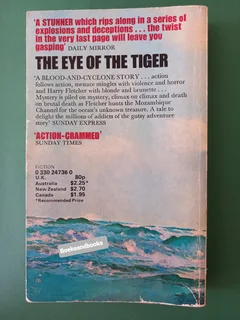 'A STUNNER which rips along in a series of
explosions and deceptions . . . the twist
in the very last page will leave you
gasping' DAILY MIRROR
THE EYE OF THE TIGER
'A BLOOD-AND-CYCLONE STORY . . . action
follows action, menace mingles with violence and horror
and Harry Fletcher with blonde and brunette . . .
Mystery is piled on mystery, climax on climax and death
on brutal death as Fletcher hunts the Mozambique
Channel for the ocean's unknown treasure. A tale to
delight the millions of addicts of the gutsy adventure
story' SUNDAY EXPRESS
'ACTION-CRAMMED'
SUNDAY TIMES
FICTION
0 330 24736 0
U.K. 80p
Australia $2.25*
New Zealand $2.70
Canada $1.95
*Recommended Price
Boekeandbooks